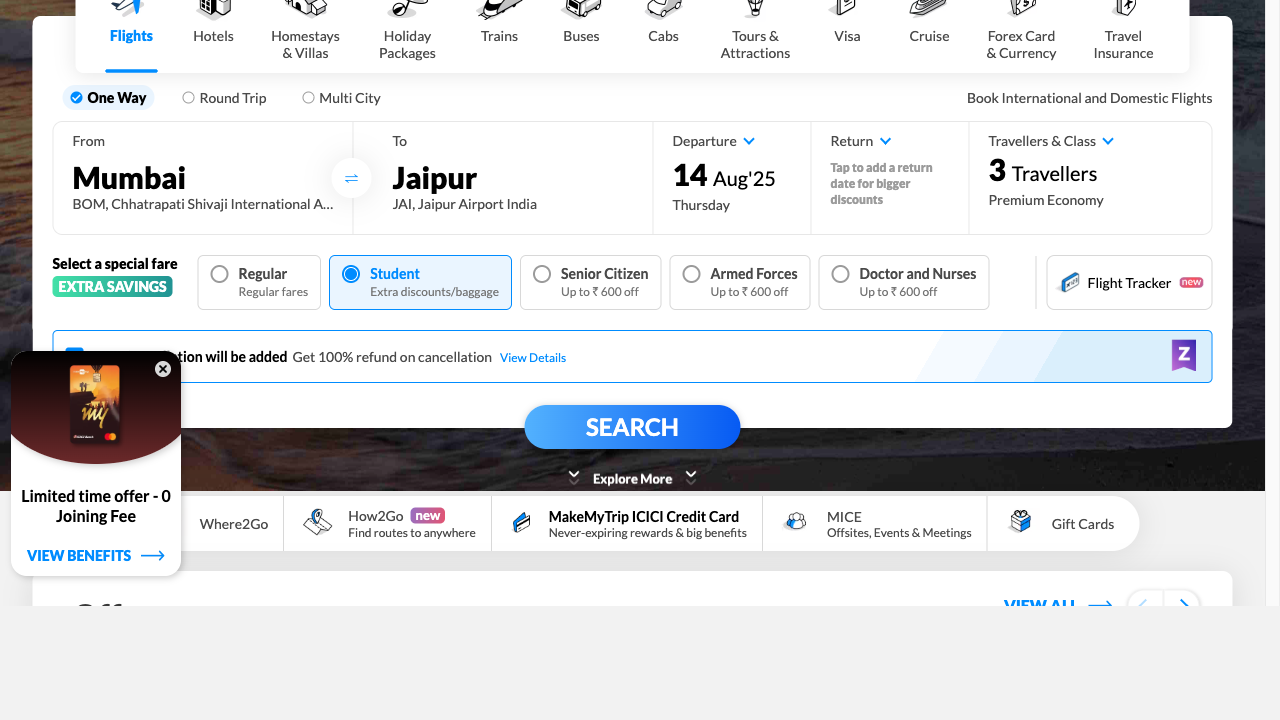 Flights
Hotels
Homestays
& Villas
Holiday
Packages
Trains
Buses
Cabs
Tours &
Attractions
Visa
Cruise
Forex Card
& Currency
Travel
Insurance
One Way
Round Trip
Multi City
Book International and Domestic Flights
From
Mumbai
BOM, Chhatrapati Shivaji International A...
To
Jaipur
JAI, Jaipur Airport India
Departure
14 Aug'25
Thursday
Return
Tap to add a return
date for bigger
discounts
Travellers & Class
3 Travellers
Premium Economy
Select a special fare
EXTRA SAVINGS
Regular
Regular fares
Student
Extra discounts/baggage
Senior Citizen
Up to ₹ 600 off
Armed Forces
Up to ₹ 600 off
Doctor and Nurses
Up to ₹ 600 off
Flight Tracker new
tion will be added Get 100% refund on cancellation View Details
Z
SEARCH
Explore More
my
Limited time offer - 0
Joining Fee
VIEW BENEFITS
Where2Go
How2Go new
Find routes to anywhere
MakeMyTrip ICICI Credit Card
Never-expiring rewards & big benefits
MICE
Offsites, Events & Meetings
Gift Cards
VIEW ALL